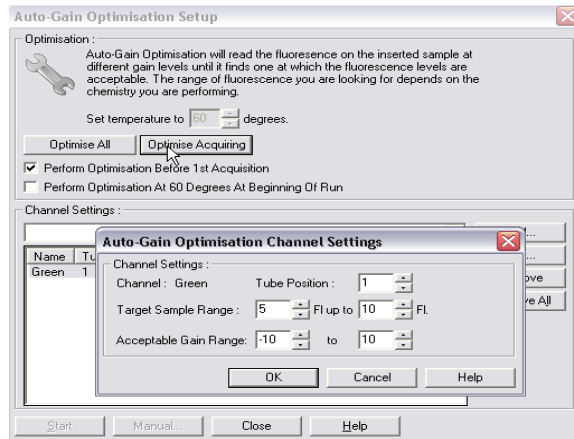 Auto-Gain Optimisation Setup
Optimisation :
Auto-Gain Optimisation will read the fluoresence on the inserted sample at
different gain levels until it finds one at which the fluorescence levels are
acceptable. The range of fluorescence you are looking for depends on the
chemistry you are performing.
Set temperature to 60 degrees.
Optimise All Optimise Acquiring
Perform Optimisation Before 1st Acquisition
Perform Optimisation At 60 Degrees At Beginning Of Run
Channel Settings :
Name
Green 1
Auto-Gain Optimisation Channel Settings
Channel Settings :
Channel : Green Tube Position : 1
Target Sample Range : 5 Fl up to 10 Fl.
Acceptable Gain Range: -10 to 10
OK Cancel Help
Start Manual... Close Help